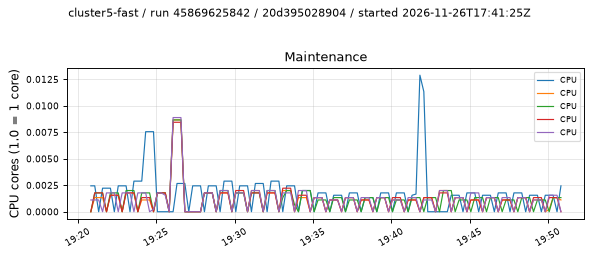 cluster5-fast / run 45869625842 / 20d395028904 / started 2026-11-26T17:41:25Z
Maintenance
CPU cores (1.0 = 1 core)
0.0125
0.0100
0.0075
0.0050
0.0025
0.0000
CPU
CPU
CPU
CPU
CPU
19:20
19:25
19:30
19:35
19:40
19:45
19:50